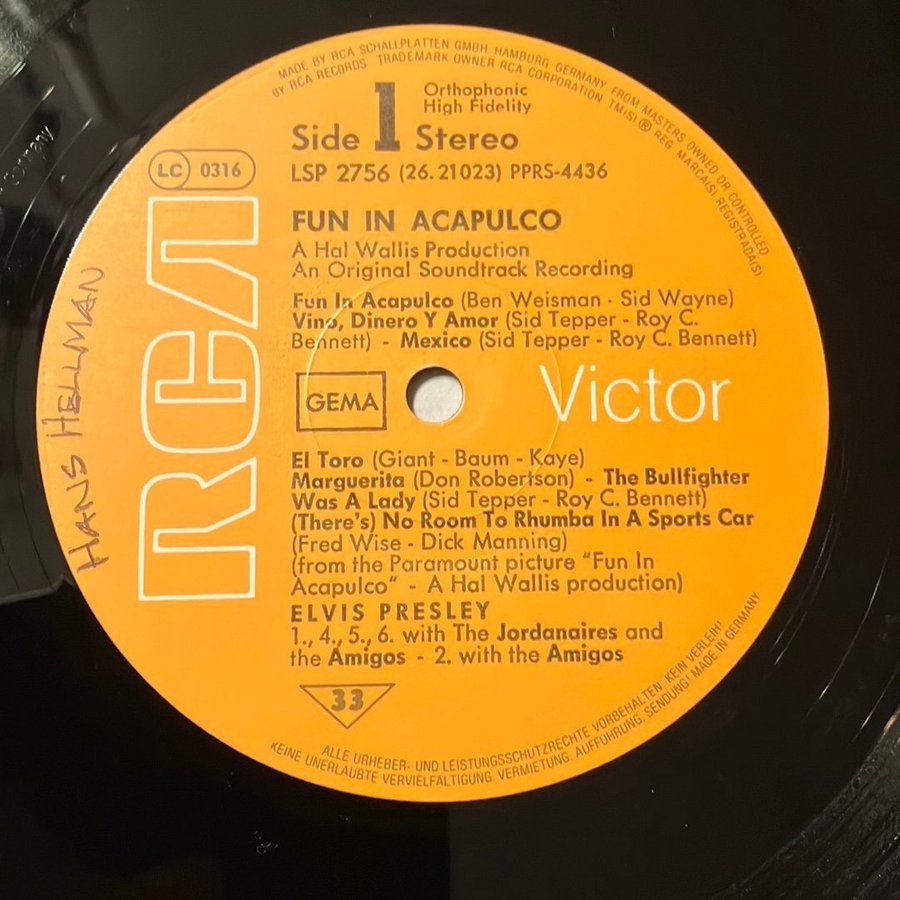 MADE BY RCA SCHALLPLATTEN GMBH, HAMBURG GERMANY FROM MASTERS OWNED OR CONTROLLED
BY RCA RECORDS TRADEMARK OWNER RCA CORPORATION TM(S) ® REG MARCA(S) REGISTRADA(S)
Orthophonic
High Fidelity
Side 1 Stereo
LC 0316
LSP 2756 (26.21023) PPRS-4436
FUN IN ACAPULCO
A Hal Wallis Production
An Original Soundtrack Recording
Fun In Acapulco (Ben Weisman - Sid Wayne)
Vino, Dinero Y Amor (Sid Tepper - Roy C.
Bennett) - Mexico (Sid Tepper - Roy C. Bennett)
HANS HELLMAN
RCA
GEMA
Victor
El Toro (Giant - Baum - Kaye)
Marguerita (Don Robertson) - The Bullfighter
Was A Lady (Sid Tepper - Roy C. Bennett)
(There's) No Room To Rhumba In A Sports Car
(Fred Wise - Dick Manning)
(from the Paramount picture "Fun In
Acapulco" - A Hal Wallis production)
ELVIS PRESLEY
1., 4., 5., 6. with The Jordanaires and
the Amigos - 2. with the Amigos
33
ALLE URHEBER- UND LEISTUNGSSCHUTZRECHTE VORBEHALTEN. KEIN VERLEIH!
KEINE UNERLAUBTE VERVIELFÄLTIGUNG. VERMIETUNG. AUFFÜHRUNG. SENDUNG! MADE IN GERMANY